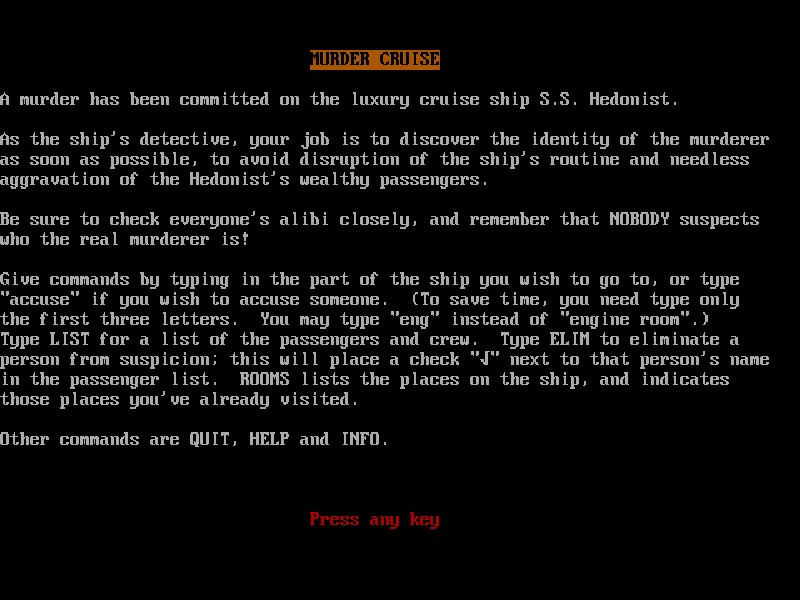 MURDER CRUISE
A murder has been committed on the luxury cruise ship S.S. Hedonist.
As the ship's detective, your job is to discover the identity of the murderer
as soon as possible, to avoid disruption of the ship's routine and needless
aggravation of the Hedonist's wealthy passengers.
Be sure to check everyone's alibi closely, and remember that NOBODY suspects
who the real murderer is!
Give commands by typing in the part of the ship you wish to go to, or type
"accuse" if you wish to accuse someone.  (To save time, you need type only
the first three letters.  You may type "eng" instead of "engine room".)
Type LIST for a list of the passengers and crew.  Type ELIM to eliminate a
person from suspicion; this will place a check "√" next to that person's name
in the passenger list.  ROOMS lists the places on the ship, and indicates
those places you've already visited.
Other commands are QUIT, HELP and INFO.
Press any key